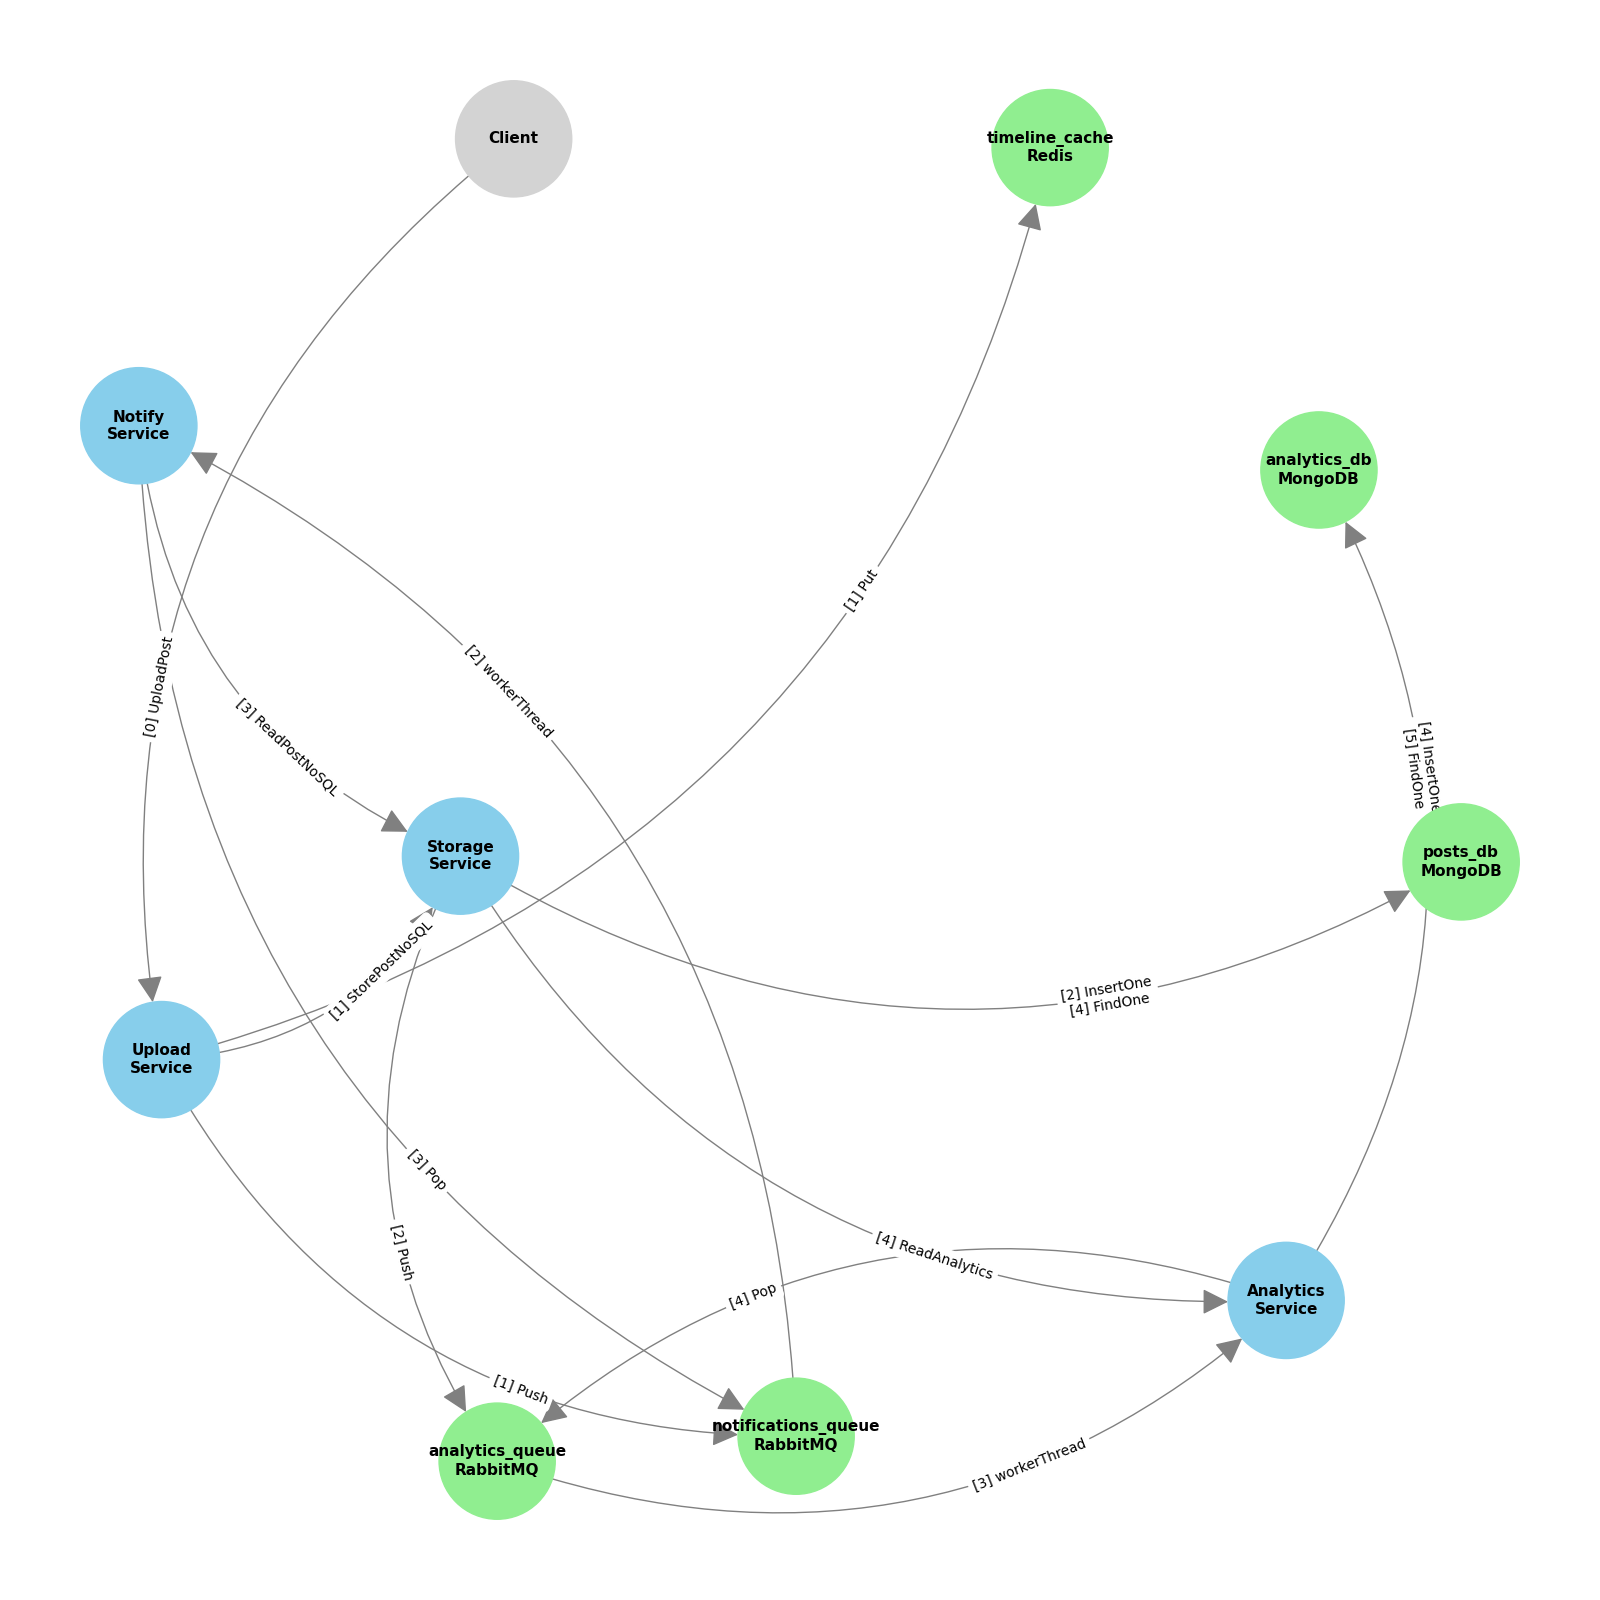 Client
timeline_cache
Redis
Notify
Service
analytics_db
MongoDB
[1] Put
[0] UploadPost
[2] workerThread
[3] ReadPostNoSQL
[4] InsertOne
[5] FindOne
Storage
Service
posts_db
MongoDB
[1] StorePostNoSQL
[2] InsertOne
[4] FindOne
Upload
Service
[3] Pop
[2] Push
[4] ReadAnalytics
[4] Pop
Analytics
Service
[1] Push
notifications_queue
RabbitMQ
analytics_queue
RabbitMQ
[3] workerThread